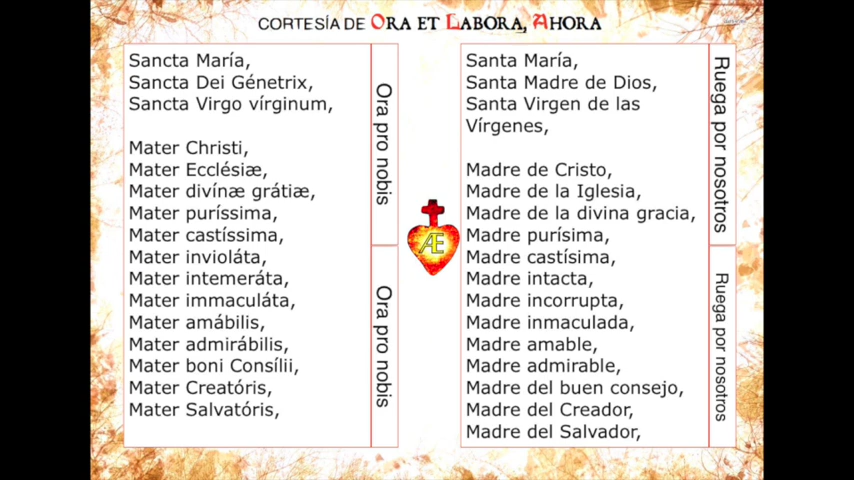 CORTESÍA DE ORA ET LABORA, AHORA
Sancta María,
Sancta Dei Génetrix,
Sancta Virgo vírginum,
Mater Christi,
Mater Ecclésiæ,
Mater divínæ grátiæ,
Mater puríssima,
Mater castíssima,
Mater invioláta,
Mater intemeráta,
Mater immaculáta,
Mater amábilis,
Mater admirábilis,
Mater boni Consílii,
Mater Creatóris,
Mater Salvatóris,
Ora pro nobis
Ora pro nobis
Æ
Santa María,
Santa Madre de Dios,
Santa Virgen de las
Vírgenes,
Madre de Cristo,
Madre de la Iglesia,
Madre de la divina gracia,
Madre purísima,
Madre castísima,
Madre intacta,
Madre incorrupta,
Madre inmaculada,
Madre amable,
Madre admirable,
Madre del buen consejo,
Madre del Creador,
Madre del Salvador,
Ruega por nosotros
Ruega por nosotros